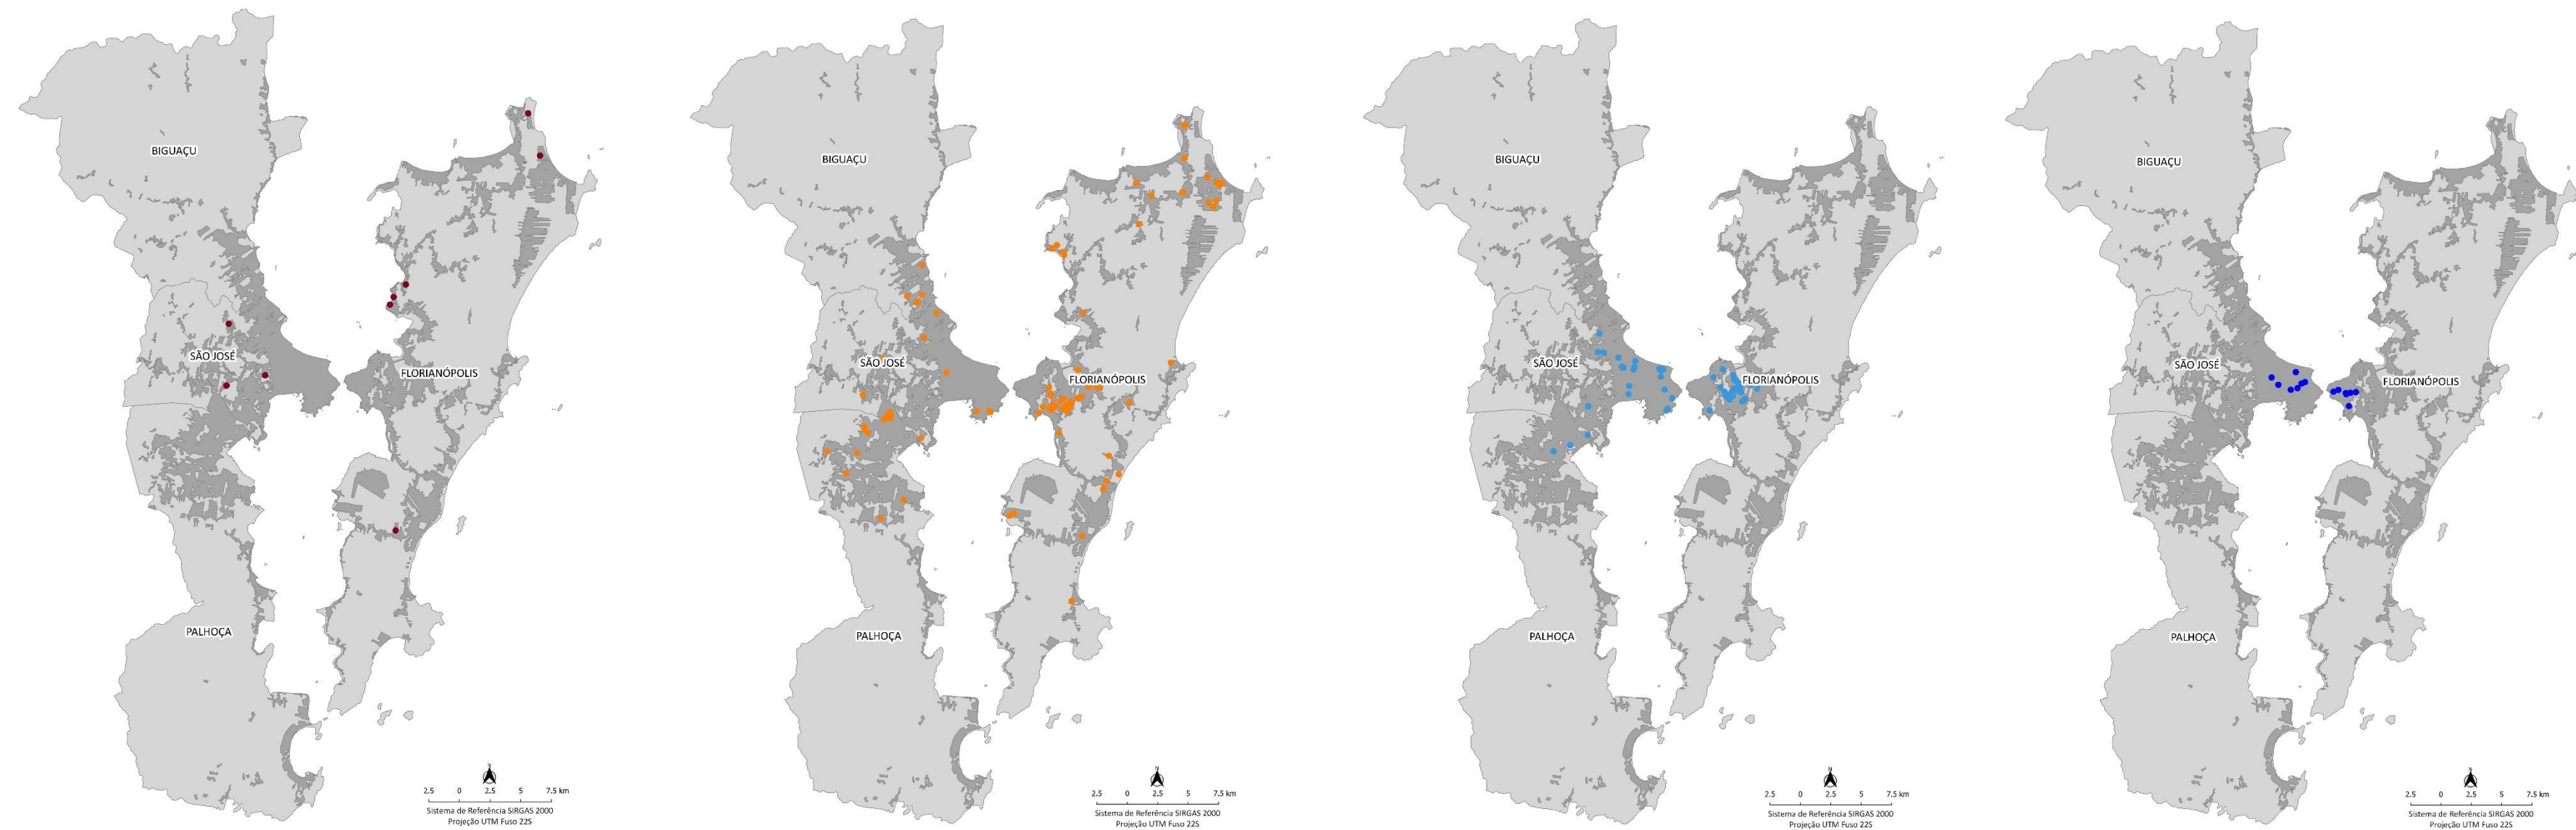 BIGUAÇU
SÃO JOSÉ
FLORIANÓPOLIS
PALHOÇA
N
2.5 0 2.5 5 7.5 km
Sistema de Referência SIRGAS 2000
Projeção UTM Fuso 22S
BIGUAÇU
SÃO JOSÉ
FLORIANÓPOLIS
PALHOÇA
N
2.5 0 2.5 5 7.5 km
Sistema de Referência SIRGAS 2000
Projeção UTM Fuso 22S
BIGUAÇU
SÃO JOSÉ
FLORIANÓPOLIS
PALHOÇA
N
2.5 0 2.5 5 7.5 km
Sistema de Referência SIRGAS 2000
Projeção UTM Fuso 22S
BIGUAÇU
SÃO JOSÉ
FLORIANÓPOLIS
PALHOÇA
N
2.5 0 2.5 5 7.5 km
Sistema de Referência SIRGAS 2000
Projeção UTM Fuso 22S